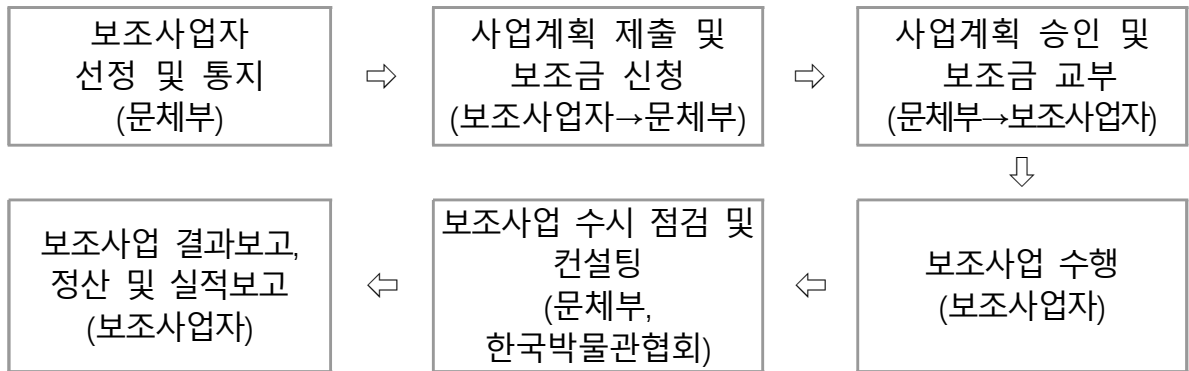 보조사업자
선정 및 통지
(문체부)
⇨
사업계획 제출 및
보조금 신청
(보조사업자→문체부)
⇨
사업계획 승인 및
보조금 교부
(문체부→보조사업자)
⇩
보조사업 수행
(보조사업자)
⇦
보조사업 수시 점검 및
컨설팅
(문체부,
한국박물관협회)
⇦
보조사업 결과보고,
정산 및 실적보고
(보조사업자)